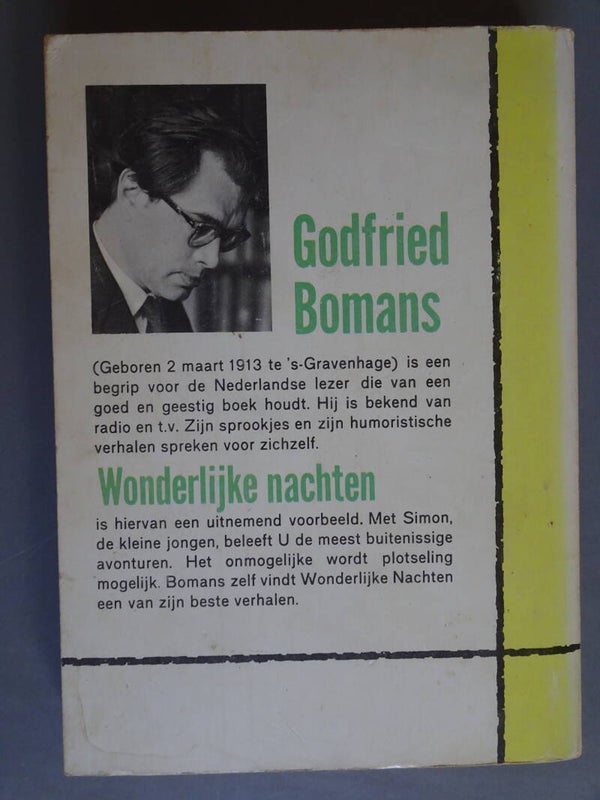 Godfried
Bomans
(Geboren 2 maart 1913 te 's-Gravenhage) is een
begrip voor de Nederlandse lezer die van een
goed en geestig boek houdt. Hij is bekend van
radio en t.v. Zijn sprookjes en zijn humoristische
verhalen spreken voor zichzelf.
Wonderlijke nachten
is hiervan een uitnemend voorbeeld. Met Simon,
de kleine jongen, beleeft U de meest buitenissige
avonturen. Het onmogelijke wordt plotseling
mogelijk. Bomans zelf vindt Wonderlijke Nachten
een van zijn beste verhalen.